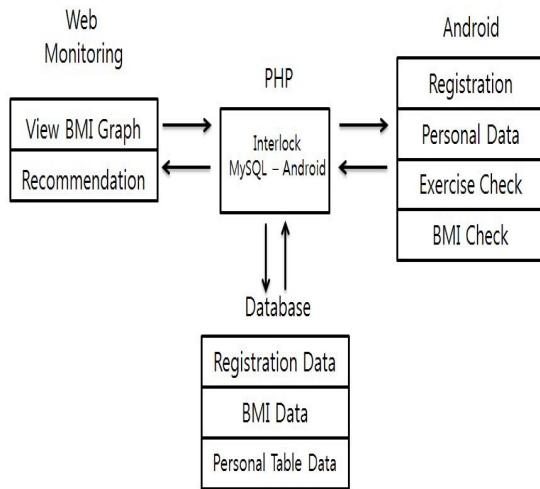 Web
Monitoring
View BMI Graph
Recommendation
PHP
Interlock
MySQL – Android
Android
Registration
Personal Data
Exercise Check
BMI Check
Database
Registration Data
BMI Data
Personal Table Data